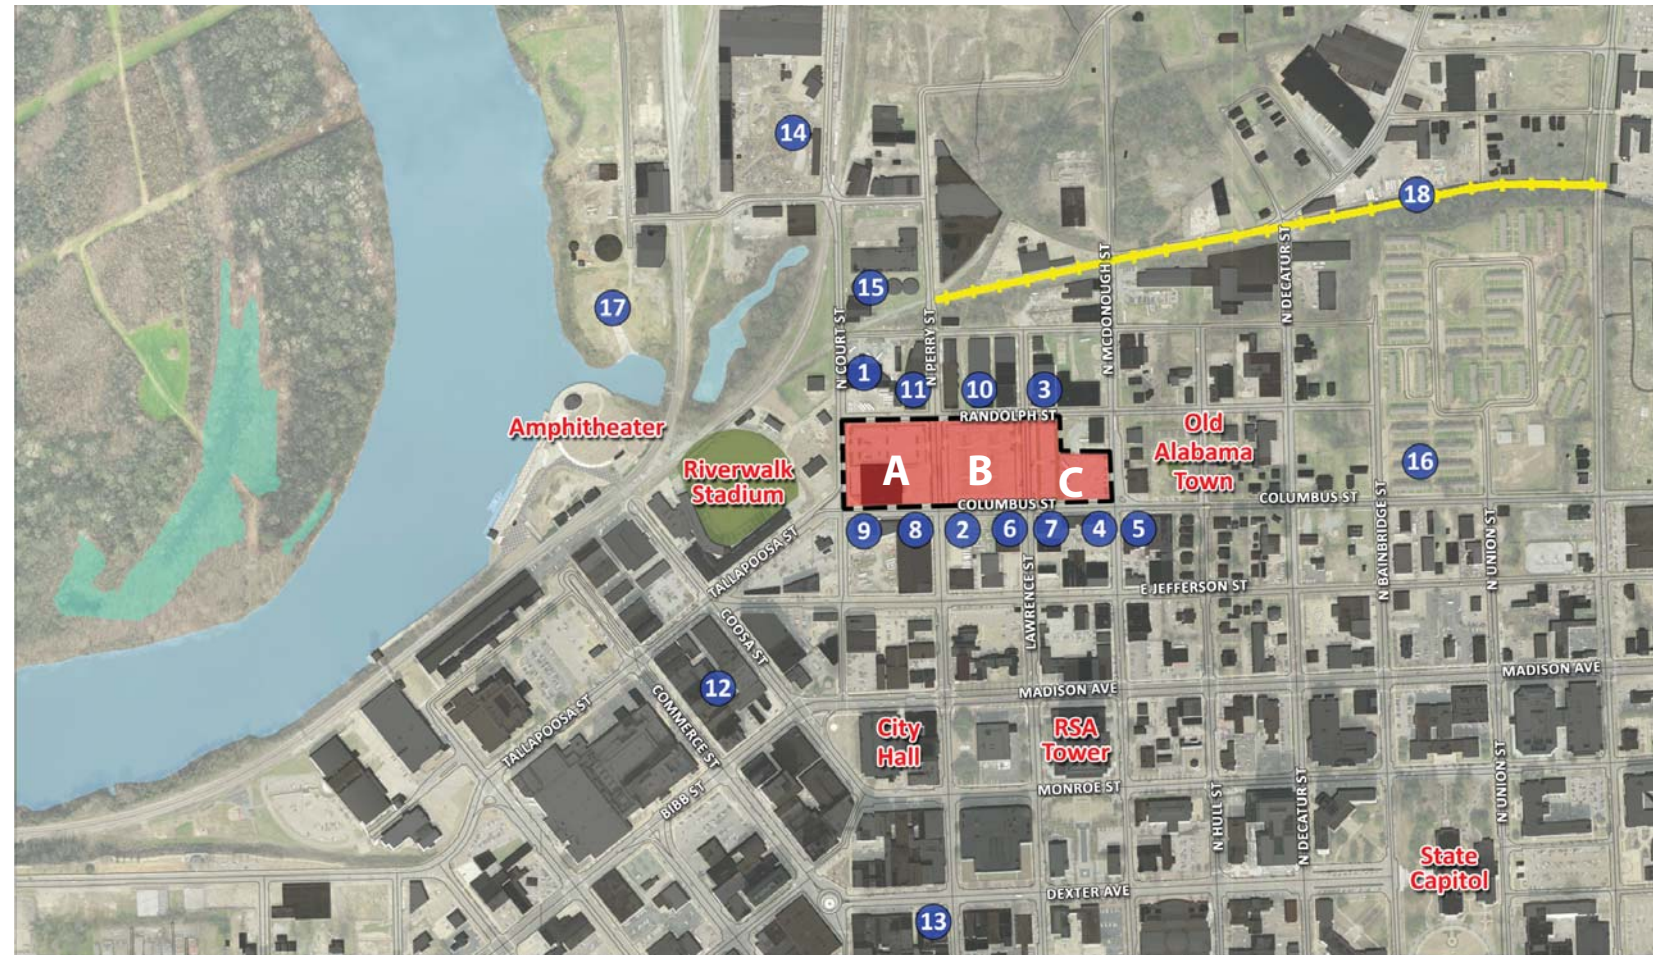 14
18
N MCDONOUGH ST
N DECATUR ST
15
17
N COURT ST
N PERRY ST
1
11
10
3
RANDOLPH ST
Amphitheater
Old
Alabama
Town
Riverwalk
Stadium
A
B
C
16
COLUMBUS ST
COLUMBUS ST
9
8
2
6
7
4
5
TALLAPOOSA ST
N BAINBRIDGE ST
N UNION ST
LAWRENCE ST
E JEFFERSON ST
COOSA ST
12
MADISON AVE
MADISON AVE
COMMERCE ST
TALLAPOOSA ST
City
Hall
RSA
Tower
MONROE ST
BIBB ST
N HULL ST
N DECATUR ST
N UNION ST
State
Capitol
DEXTER AVE
13